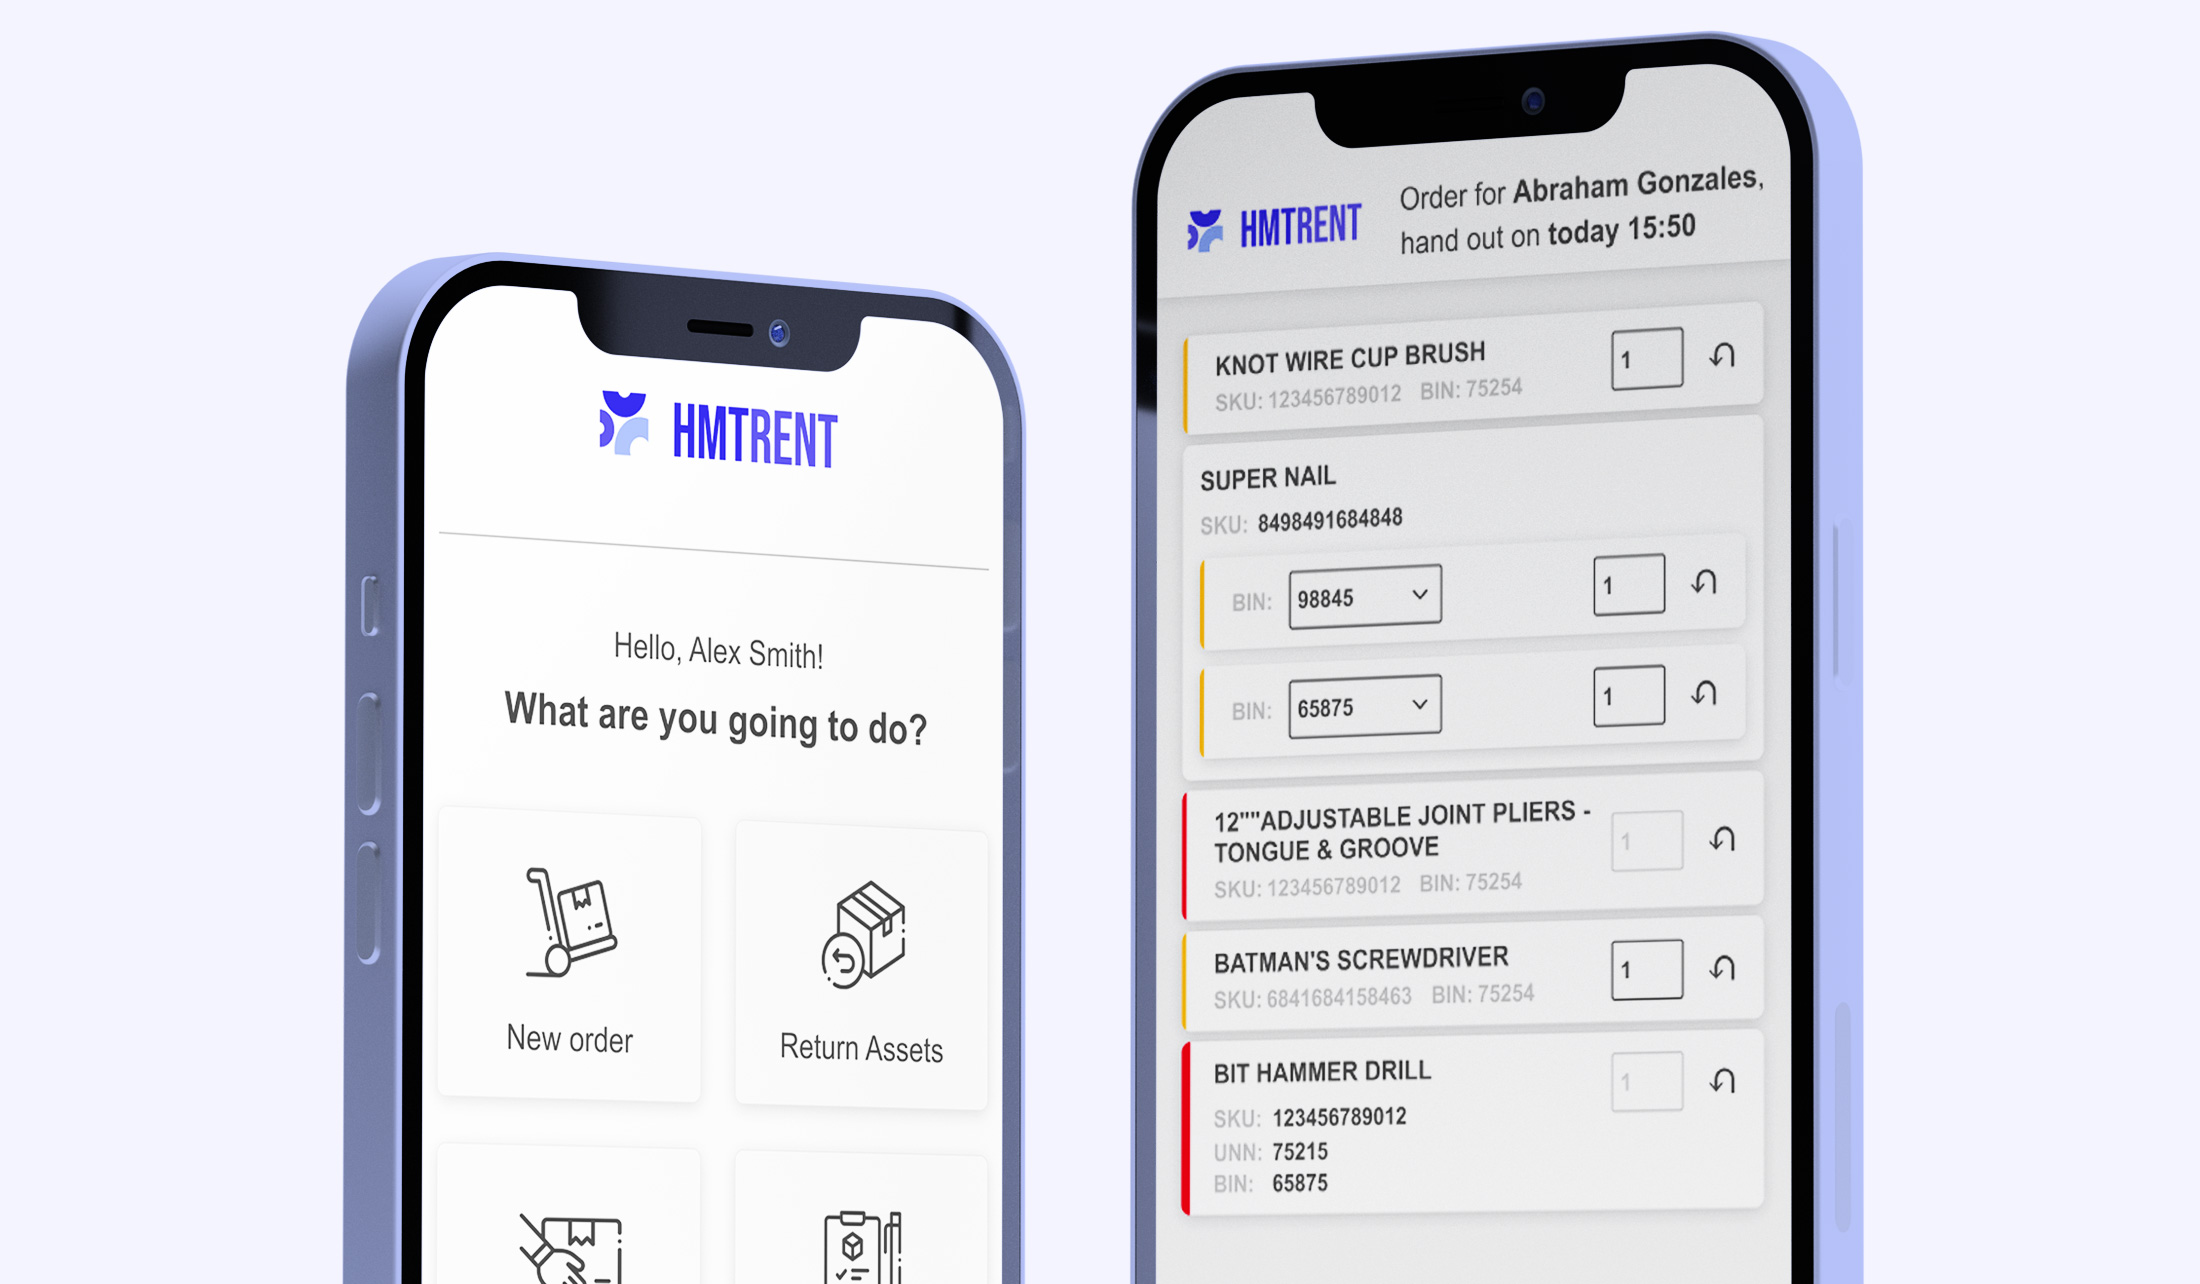 HMTRENT
Hello, Alex Smith!
What are you going to do?
New order
Return Assets
HMTRENT
Order for Abraham Gonzales,
hand out on today 15:50
KNOT WIRE CUP BRUSH
1
SKU: 123456789012 BIN: 75254
SUPER NAIL
SKU: 8498491684848
BIN: 98845 1
BIN: 65875 1
12""ADJUSTABLE JOINT PLIERS -
TONGUE & GROOVE
1
SKU: 123456789012 BIN: 75254
BATMAN'S SCREWDRIVER
1
SKU: 6841684158463 BIN: 75254
BIT HAMMER DRILL
1
SKU: 123456789012
UNN: 75215
BIN: 65875